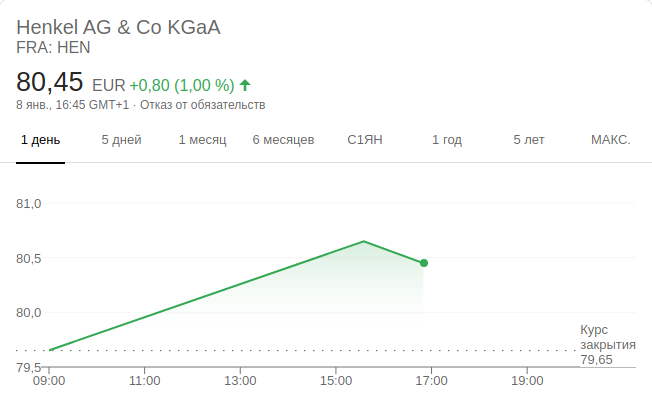 Henkel AG & Co KGaA
FRA: HEN
80,45 EUR +0,80 (1,00 %)
8 янв., 16:45 GMT+1 · Отказ от обязательств
1 день 5 дней 1 месяц 6 месяцев С1ЯН 1 год 5 лет МАКС.
81,0
80,5
80,0
Курс
закрытия
79,65
79,5
09:00 11:00 13:00 15:00 17:00 19:00